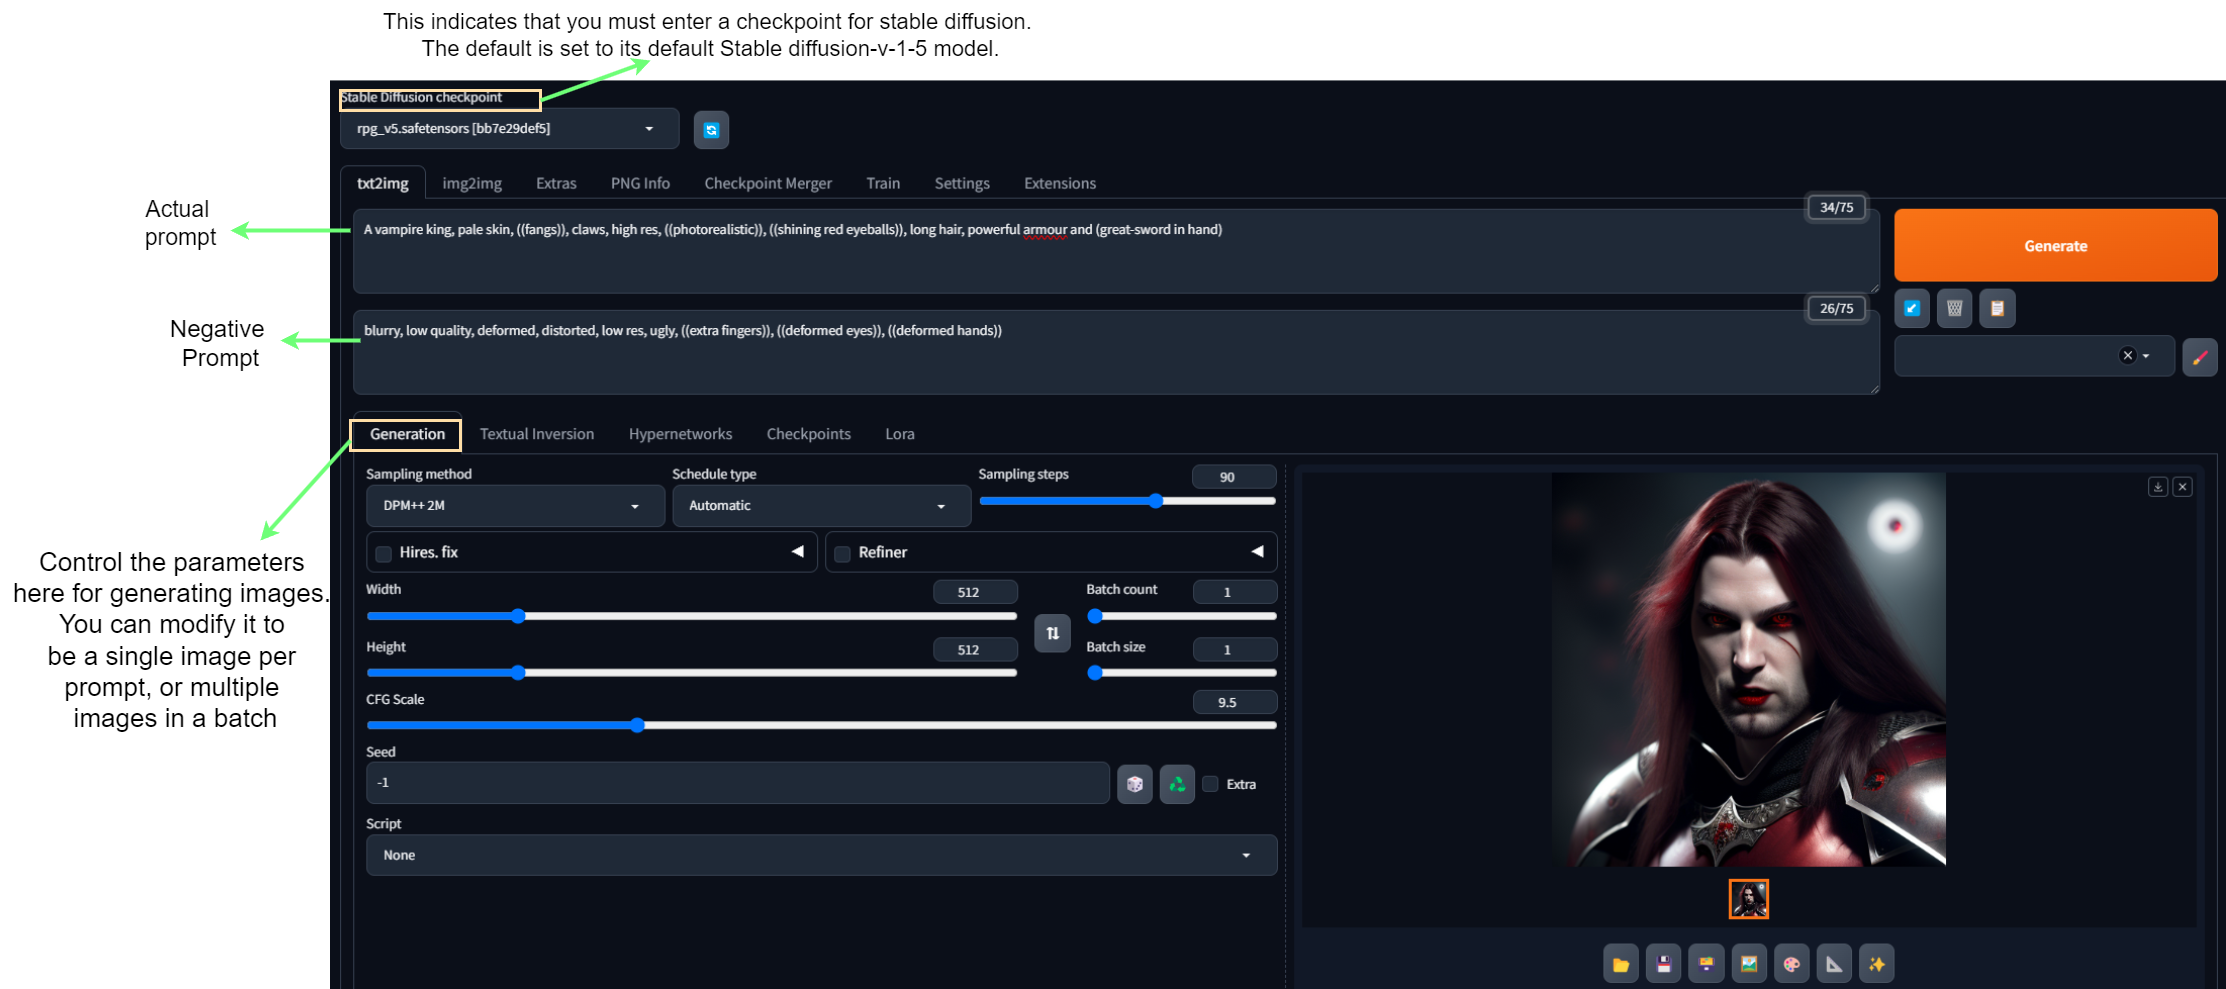 This indicates that you must enter a checkpoint for stable diffusion.
The default is set to its default Stable diffusion-v-1-5 model.
Stable Diffusion checkpoint
rpg_v5.safetensors [bb7e29def5]
txt2img img2img Extras PNG Info Checkpoint Merger Train Settings Extensions
Actual
prompt
34/75
A vampire king, pale skin, ((fangs)), claws, high res, ((photorealistic)), ((shining red eyeballs)), long hair, powerful armour and (great-sword in hand)
Generate
Negative
Prompt
26/75
blurry, low quality, deformed, distorted, low res, ugly, ((extra fingers)), ((deformed eyes)), ((deformed hands))
Generation Textual Inversion Hypernetworks Checkpoints Lora
Control the parameters
here for generating images.
You can modify it to
be a single image per
prompt, or multiple
images in a batch
Sampling method Schedule type Sampling steps 90
DPM++ 2M Automatic
Hires. fix Refiner
Width 512 Batch count 1
Height 512 Batch size 1
CFG Scale 9.5
Seed
-1 Extra
Script
None